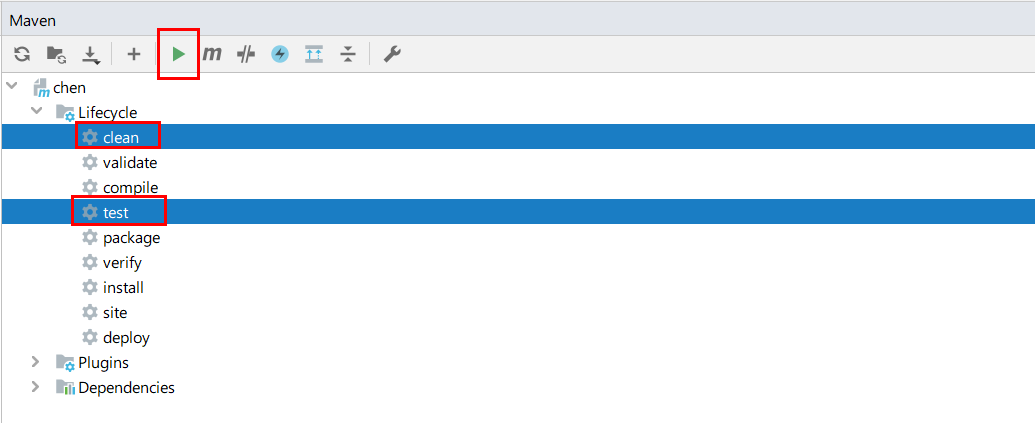 Maven
m
chen
Lifecycle
clean
validate
compile
test
package
verify
install
site
deploy
Plugins
Dependencies